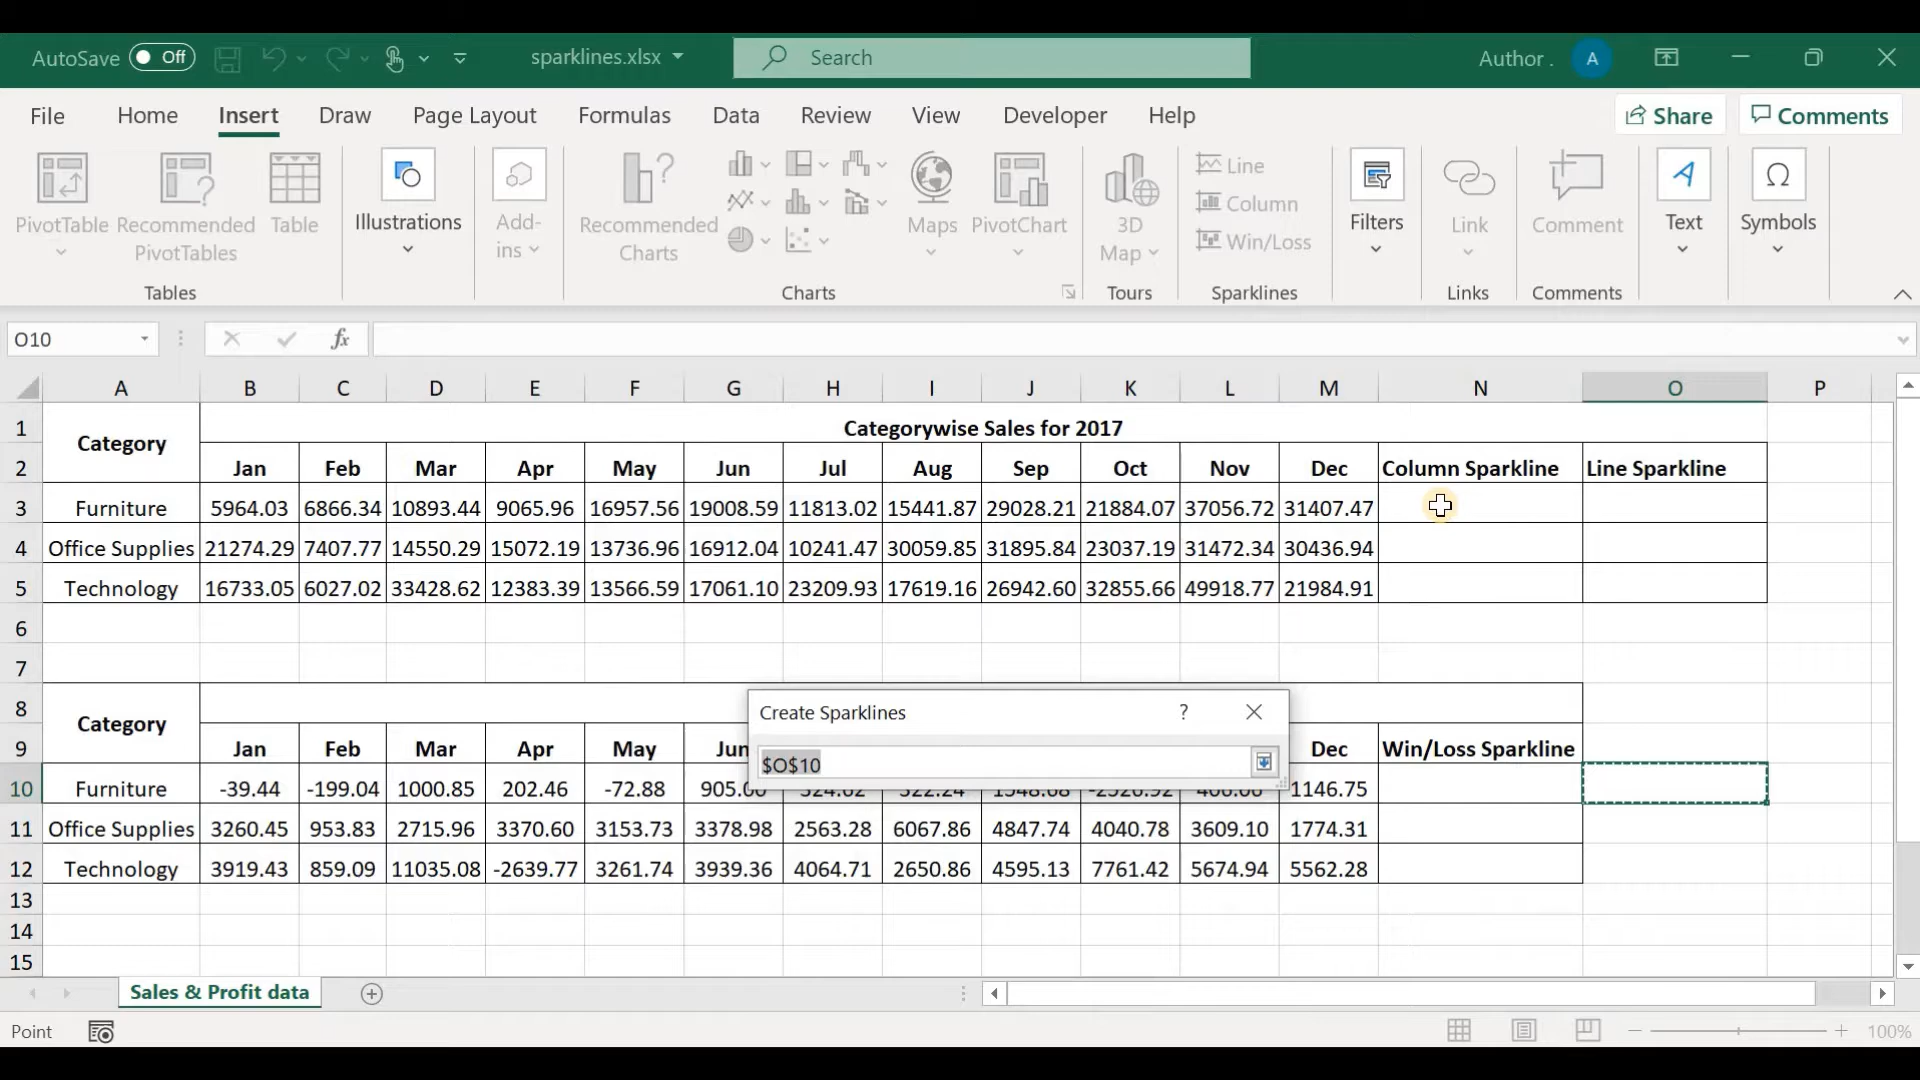 AutoSave Off sparklines.xlsx Search Author . A
File Home Insert Draw Page Layout Formulas Data Review View Developer Help Share Comments
PivotTable
Recommended PivotTables
Table
Illustrations
Add-ins
Recommended Charts
Maps
PivotChart
3D Map
Line
Column
Win/Loss
Filters
Link
Comment
Text
Symbols
Tables Charts Tours Sparklines Links Comments
O10 fx
A B C D E F G H I J K L M N O P
1 Category Categorywise Sales for 2017
2 Jan Feb Mar Apr May Jun Jul Aug Sep Oct Nov Dec Column Sparkline Line Sparkline
3 Furniture 5964.03 6866.34 10893.44 9065.96 16957.56 19008.59 11813.02 15441.87 29028.21 21884.07 37056.72 31407.47
4 Office Supplies 21274.29 7407.77 14550.29 15072.19 13736.96 16912.04 10241.47 30059.85 31895.84 23037.19 31472.34 30436.94
5 Technology 16733.05 6027.02 33428.62 12383.39 13566.59 17061.10 23209.93 17619.16 26942.60 32855.66 49918.77 21984.91
6
7
8 Category
Create Sparklines ?
9 Jan Feb Mar Apr May Jun Dec Win/Loss Sparkline
$O$10
10 Furniture -39.44 -199.04 1000.85 202.46 -72.88 1146.75
11 Office Supplies 3260.45 953.83 2715.96 3370.60 3153.73 3378.98 2563.28 6067.86 4847.74 4040.78 3609.10 1774.31
12 Technology 3919.43 859.09 11035.08 -2639.77 3261.74 3939.36 4064.71 2650.86 4595.13 7761.42 5674.94 5562.28
13
14
15
Sales & Profit data
Point 100%